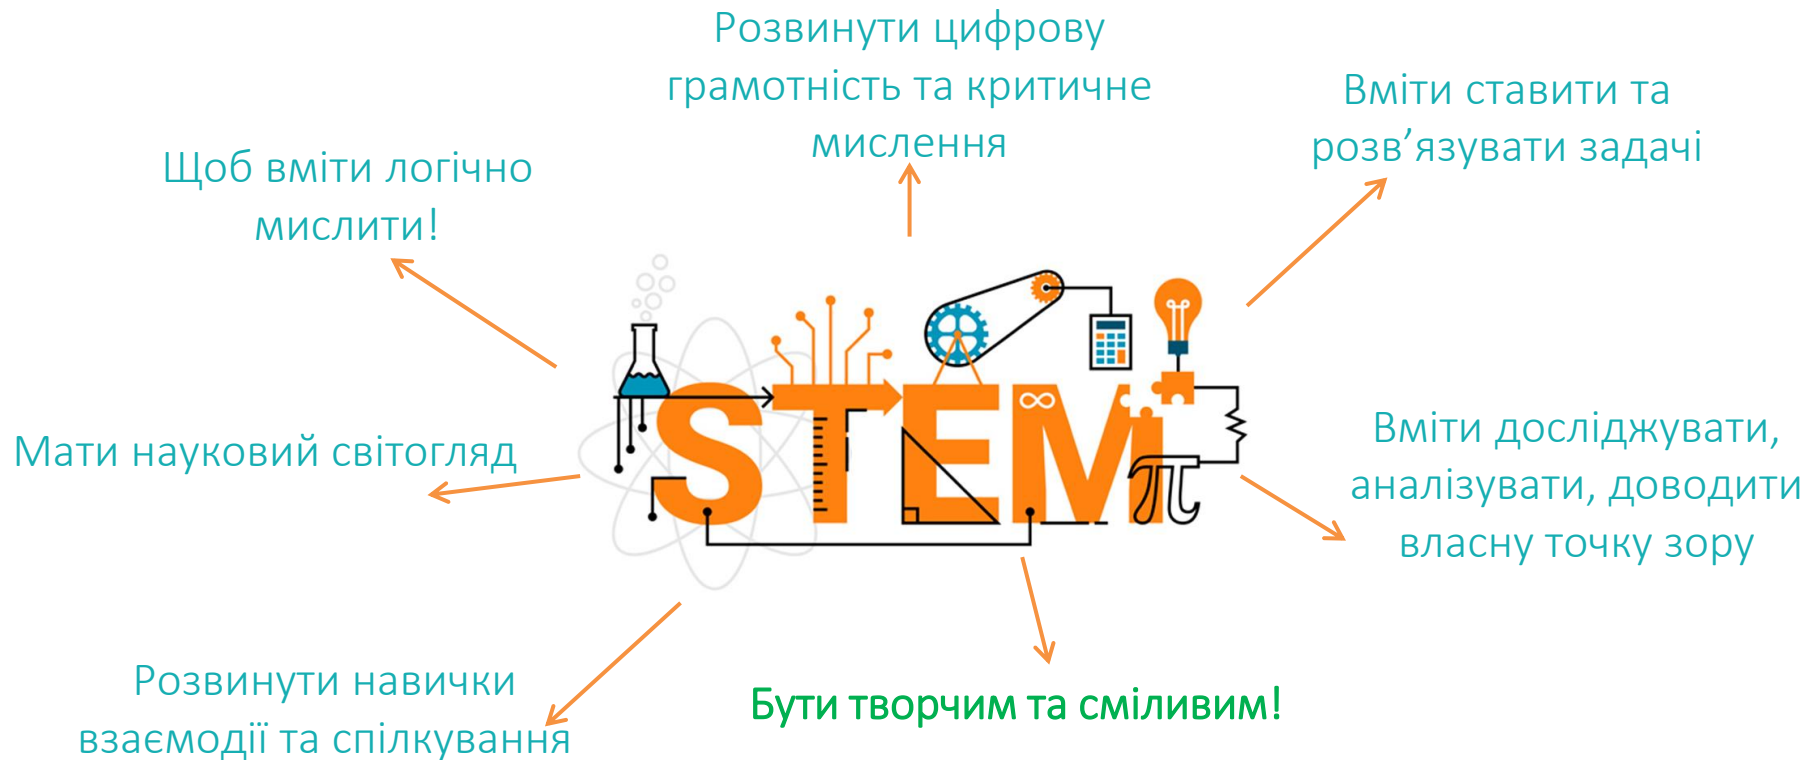 Розвинути цифрову
грамотність та критичне
мислення
Вміти ставити та
розв’язувати задачі
Щоб вміти логічно
мислити!
STEM
∞
π
Мати науковий світогляд
Вміти досліджувати,
аналізувати, доводити
власну точку зору
Розвинути навички
взаємодії та спілкування
Бути творчим та сміливим!